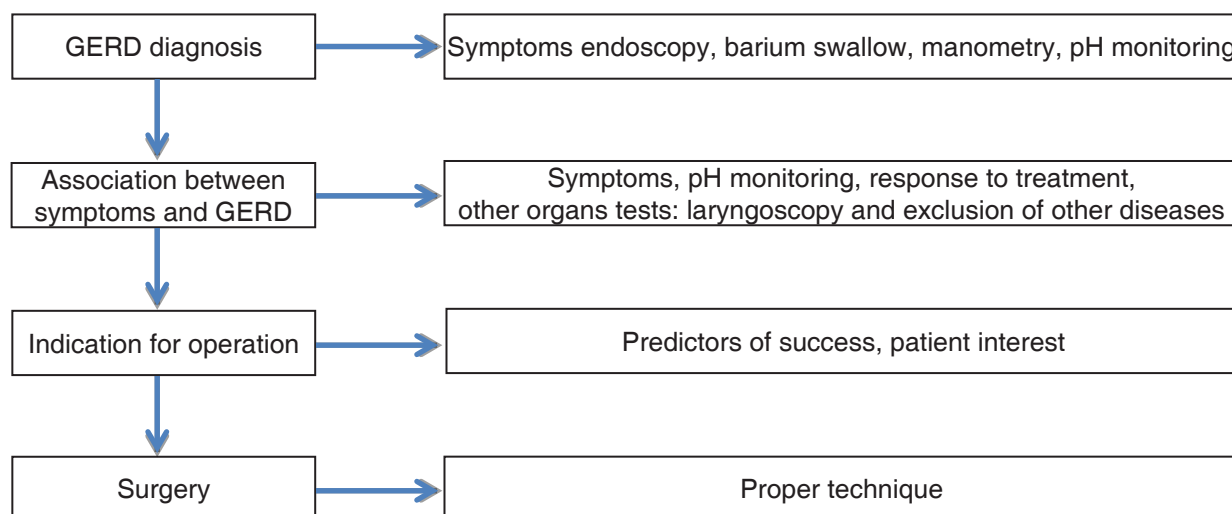 GERD diagnosis
Symptoms endoscopy, barium swallow, manometry, pH monitoring
Association between
symptoms and GERD
Symptoms, pH monitoring, response to treatment,
other organs tests: laryngoscopy and exclusion of other diseases
Indication for operation
Predictors of success, patient interest
Surgery
Proper technique